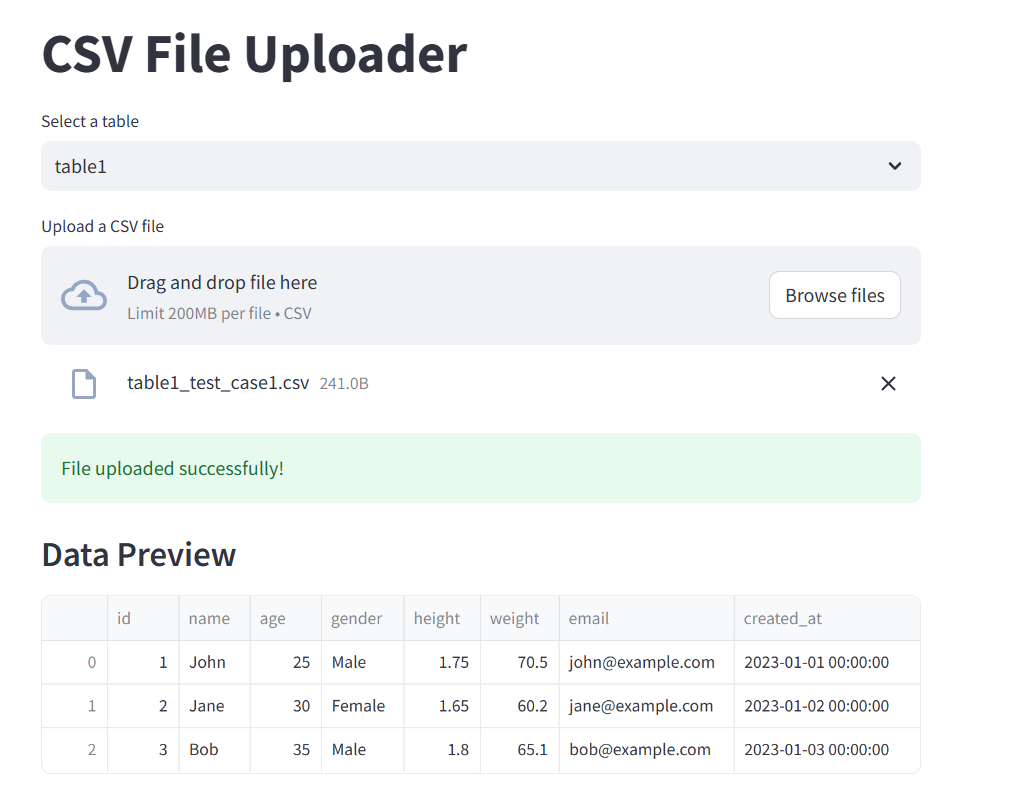 CSV File Uploader
Select a table
table1
Upload a CSV file
Drag and drop file here
Limit 200MB per file • CSV
Browse files
table1_test_case1.csv 241.0B
File uploaded successfully!
Data Preview
id name age gender height weight email created_at
0 1 John 25 Male 1.75 70.5 john@example.com 2023-01-01 00:00:00
1 2 Jane 30 Female 1.65 60.2 jane@example.com 2023-01-02 00:00:00
2 3 Bob 35 Male 1.8 65.1 bob@example.com 2023-01-03 00:00:00